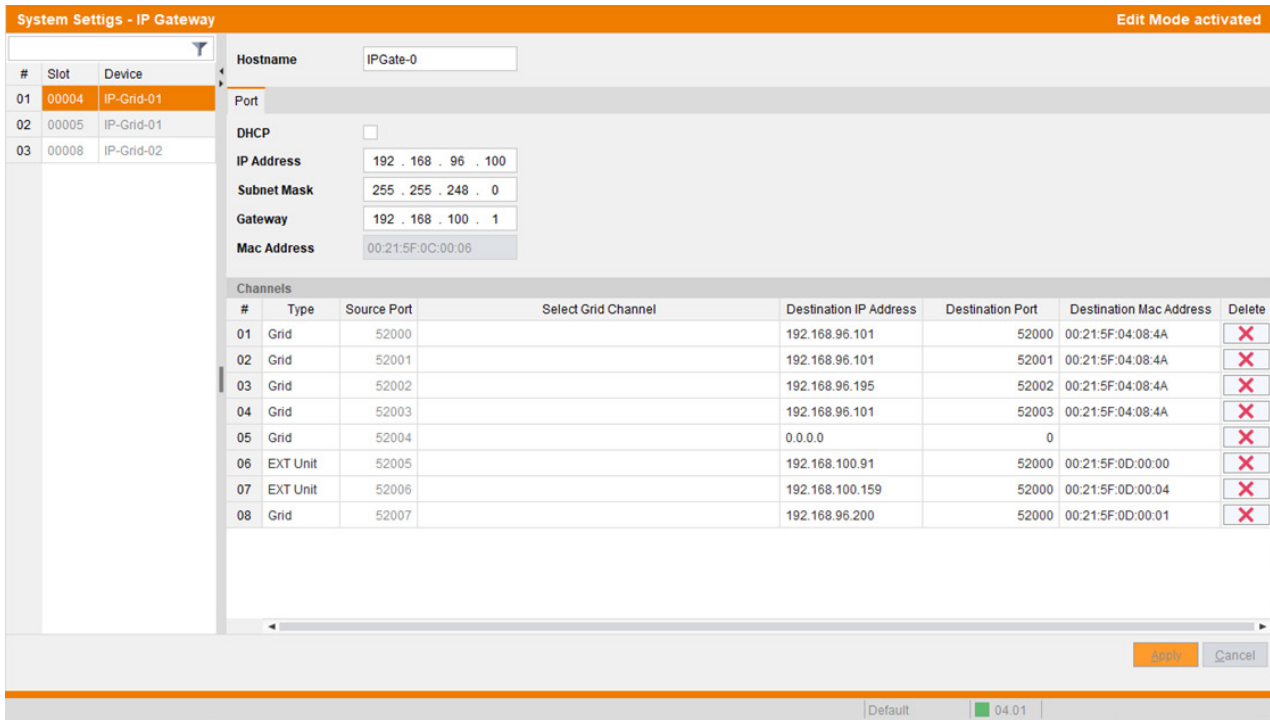 System Settigs - IP Gateway Edit Mode activated
# Slot Device
01 00004 IP-Grid-01
02 00005 IP-Grid-01
03 00008 IP-Grid-02
Hostname IPGate-0
Port
DHCP
IP Address 192 . 168 . 96 . 100
Subnet Mask 255 . 255 . 248 . 0
Gateway 192 . 168 . 100 . 1
Mac Address 00:21:5F:0C:00:06
Channels
# Type Source Port Select Grid Channel Destination IP Address Destination Port Destination Mac Address Delete
01 Grid 52000 192.168.96.101 52000 00:21:5F:04:08:4A
02 Grid 52001 192.168.96.101 52001 00:21:5F:04:08:4A
03 Grid 52002 192.168.96.195 52002 00:21:5F:04:08:4A
04 Grid 52003 192.168.96.101 52003 00:21:5F:04:08:4A
05 Grid 52004 0.0.0.0 0
06 EXT Unit 52005 192.168.100.91 52000 00:21:5F:0D:00:00
07 EXT Unit 52006 192.168.100.159 52000 00:21:5F:0D:00:04
08 Grid 52007 192.168.96.200 52000 00:21:5F:0D:00:01
Apply Cancel
Default 04.01